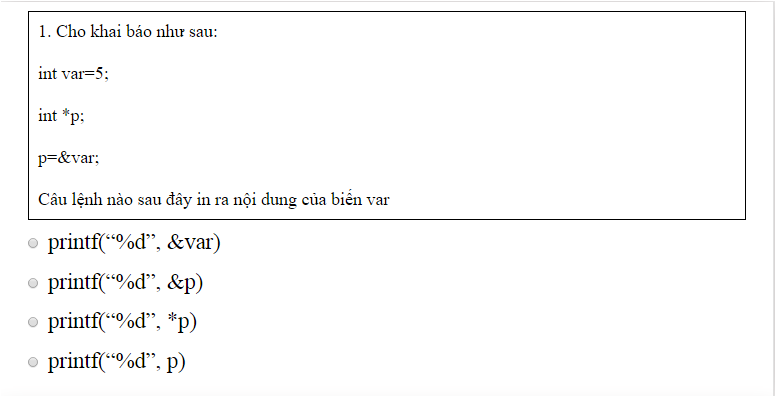 1. Cho khai báo như sau:
int var=5;
int *p;
p=&var;
Câu lệnh nào sau đây in ra nội dung của biến var
printf(“%d”, &var)
printf(“%d”, &p)
printf(“%d”, *p)
printf(“%d”, p)